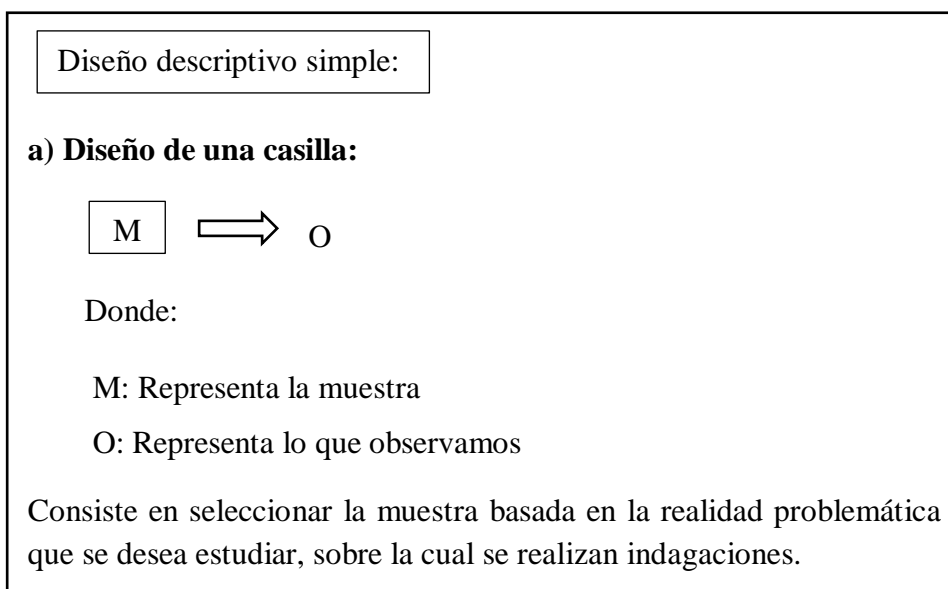 Diseño descriptivo simple:
a) Diseño de una casilla:
M O
Donde:
M: Representa la muestra
O: Representa lo que observamos
Consiste en seleccionar la muestra basada en la realidad problemática
que se desea estudiar, sobre la cual se realizan indagaciones.